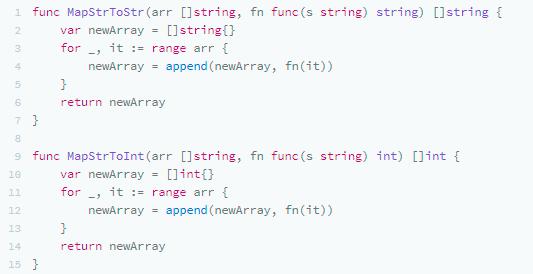 1 func MapStrToStr(arr []string, fn func(s string) string) []string {
2     var newArray = []string{}
3     for _, it := range arr {
4         newArray = append(newArray, fn(it))
5     }
6     return newArray
7 }
8
9 func MapStrToInt(arr []string, fn func(s string) int) []int {
10     var newArray = []int{}
11     for _, it := range arr {
12         newArray = append(newArray, fn(it))
13     }
14     return newArray
15 }